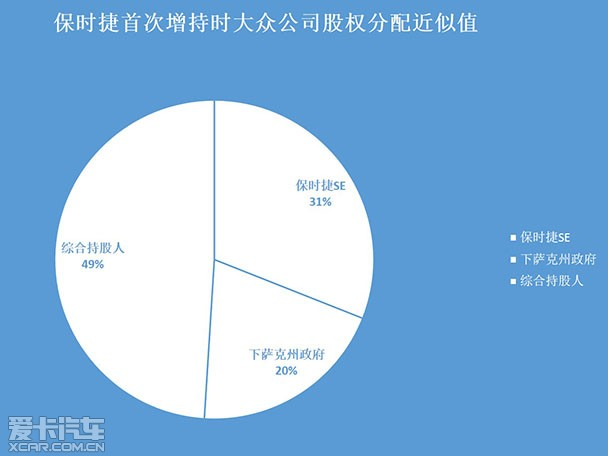 保时捷首次增持时大众公司股权分配近似值
保时捷SE
31%
综合持股人
49%
下萨克州政府
20%
保时捷SE
下萨克州政府
综合持股人
爱卡汽车
XCAR.COM.CN